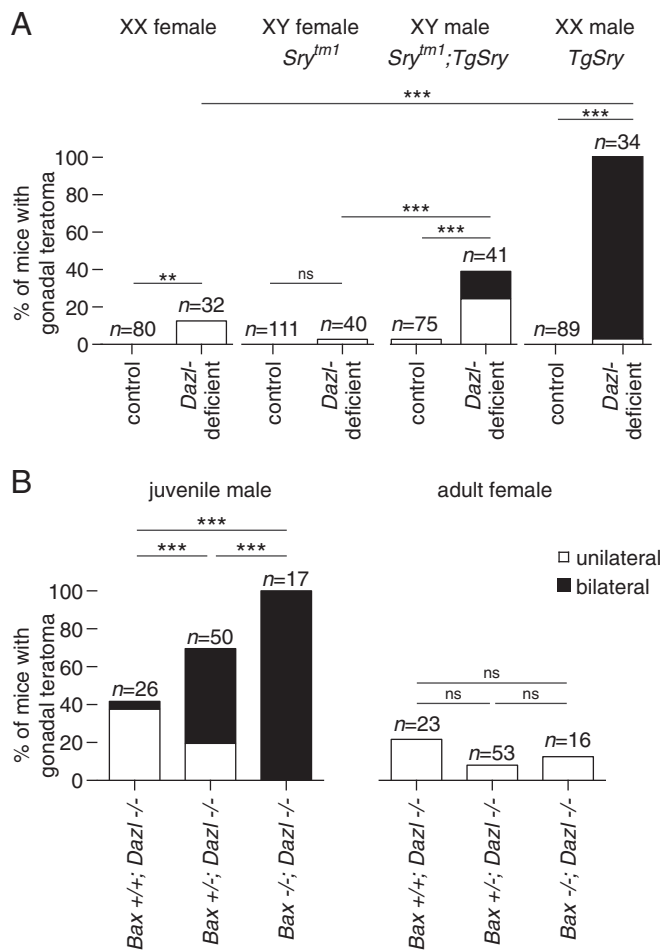 A
XX female XY female XY male XX male
Sry^tm1 Sry^tm1;TgSry TgSry
***
***
n=34
100
***
80
***
60
n=41
40
** ns
20
n=80 n=32 n=111 n=40 n=75 n=89
0
% of mice with
gonadal teratoma
control
Dazl-
deficient
control
Dazl-
deficient
control
Dazl-
deficient
control
Dazl-
deficient
B
juvenile male adult female
***
*** ***
unilateral
bilateral
n=17
100
80
n=50
60
n=26
40
20
0
ns
ns ns
n=23 n=53 n=16
% of mice with
gonadal teratoma
Bax +/+; Dazl -/-
Bax +/-; Dazl -/-
Bax -/-; Dazl -/-
Bax +/+; Dazl -/-
Bax +/-; Dazl -/-
Bax -/-; Dazl -/-